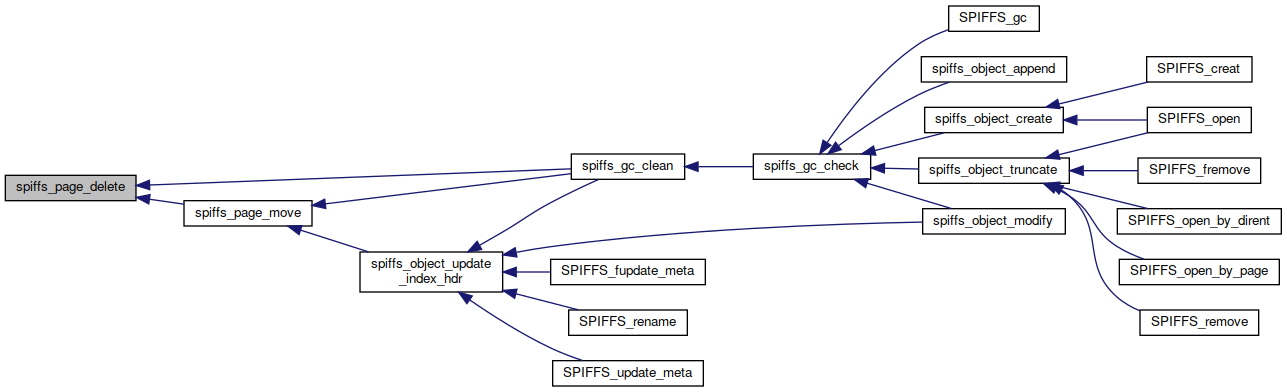 SPIFFS_gc
spiffs_object_append
SPIFFS_creat
spiffs_object_create
SPIFFS_open
spiffs_gc_clean
spiffs_gc_check
spiffs_object_truncate
SPIFFS_fremove
spiffs_page_delete
spiffs_page_move
spiffs_object_modify
SPIFFS_open_by_dirent
spiffs_object_update
_index_hdr
SPIFFS_fupdate_meta
SPIFFS_open_by_page
SPIFFS_rename
SPIFFS_remove
SPIFFS_update_meta